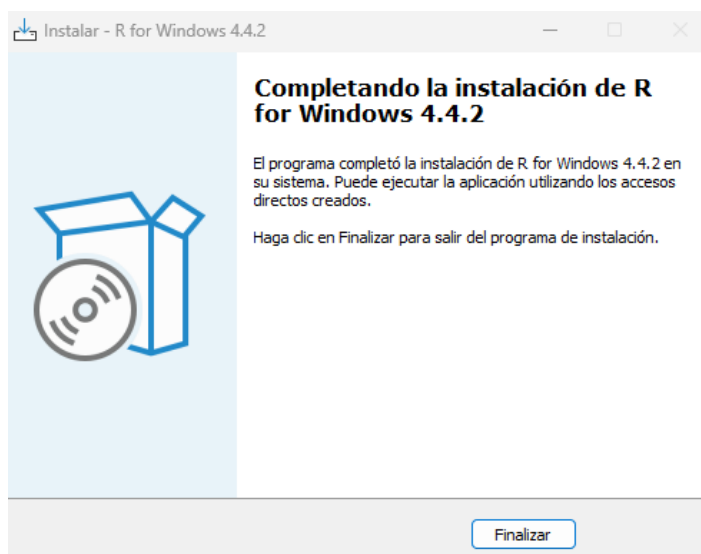 Instalar - R for Windows 4.4.2
Completando la instalación de R
for Windows 4.4.2
El programa completó la instalación de R for Windows 4.4.2 en
su sistema. Puede ejecutar la aplicación utilizando los accesos
directos creados.
Haga clic en Finalizar para salir del programa de instalación.
Finalizar